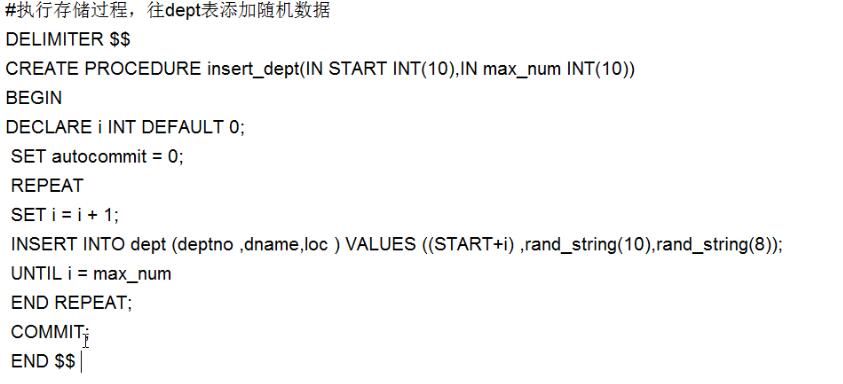 #执行存储过程，往dept表添加随机数据
DELIMITER $$
CREATE PROCEDURE insert_dept(IN START INT(10),IN max_num INT(10))
BEGIN
DECLARE i INT DEFAULT 0;
SET autocommit = 0;
REPEAT
SET i = i + 1;
INSERT INTO dept (deptno ,dname,loc ) VALUES ((START+i) ,rand_string(10),rand_string(8));
UNTIL i = max_num
END REPEAT;
COMMIT;
END $$